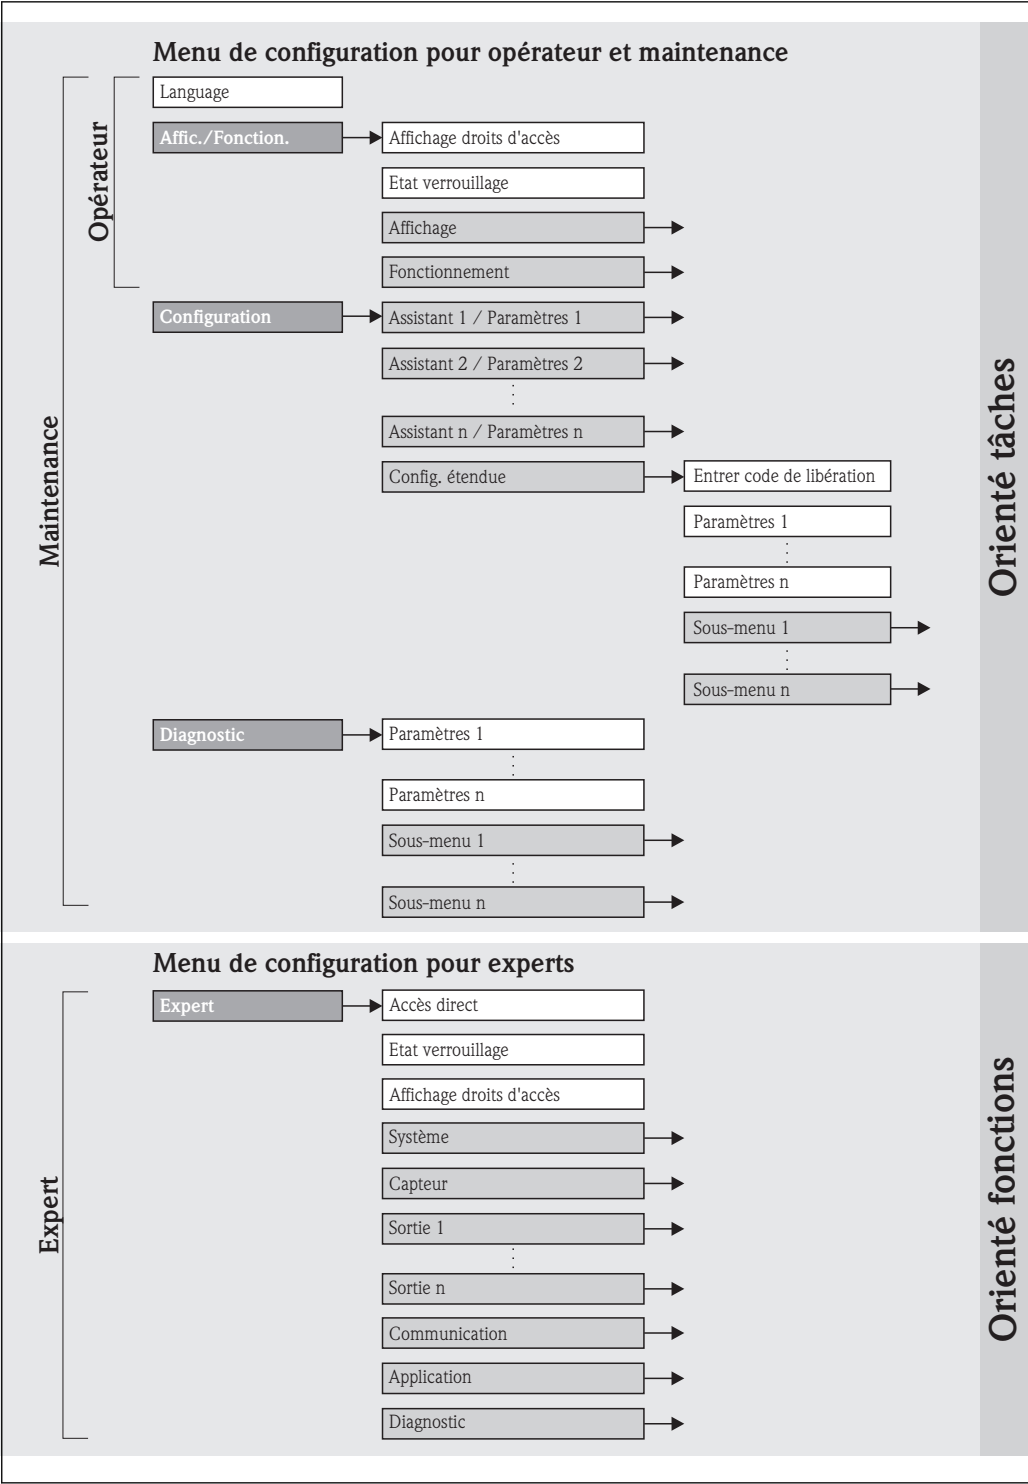 Menu de configuration pour opérateur et maintenance
Opérateur
Maintenance
Orienté tâches
Language
Affic./Fonction.
Affichage droits d'accès
Etat verrouillage
Affichage
Fonctionnement
Configuration
Assistant 1 / Paramètres 1
Assistant 2 / Paramètres 2
Assistant n / Paramètres n
Config. étendue
Entrer code de libération
Paramètres 1
Paramètres n
Sous-menu 1
Sous-menu n
Diagnostic
Paramètres 1
Paramètres n
Sous-menu 1
Sous-menu n
Menu de configuration pour experts
Expert
Orienté fonctions
Expert
Accès direct
Etat verrouillage
Affichage droits d'accès
Système
Capteur
Sortie 1
Sortie n
Communication
Application
Diagnostic